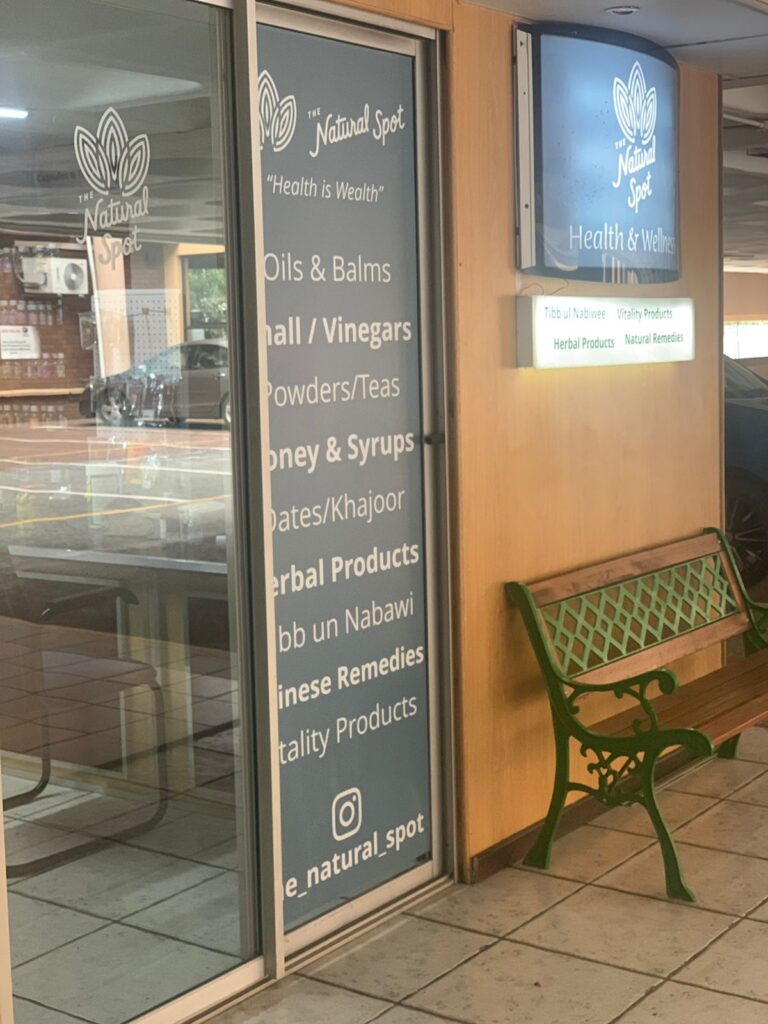 THE
Natural
Spot
THE Natural Spot
"Health is Wealth"
Oils & Balms
nall / Vinegars
Powders/Teas
oney & Syrups
Dates/Khajoor
erbal Products
bb un Nabawi
inese Remedies
tality Products
e_natural_spot
THE
Natural
Spot
Health & Wellness
Tibb ul Nabiwee Vitality Products
Herbal Products Natural Remedies